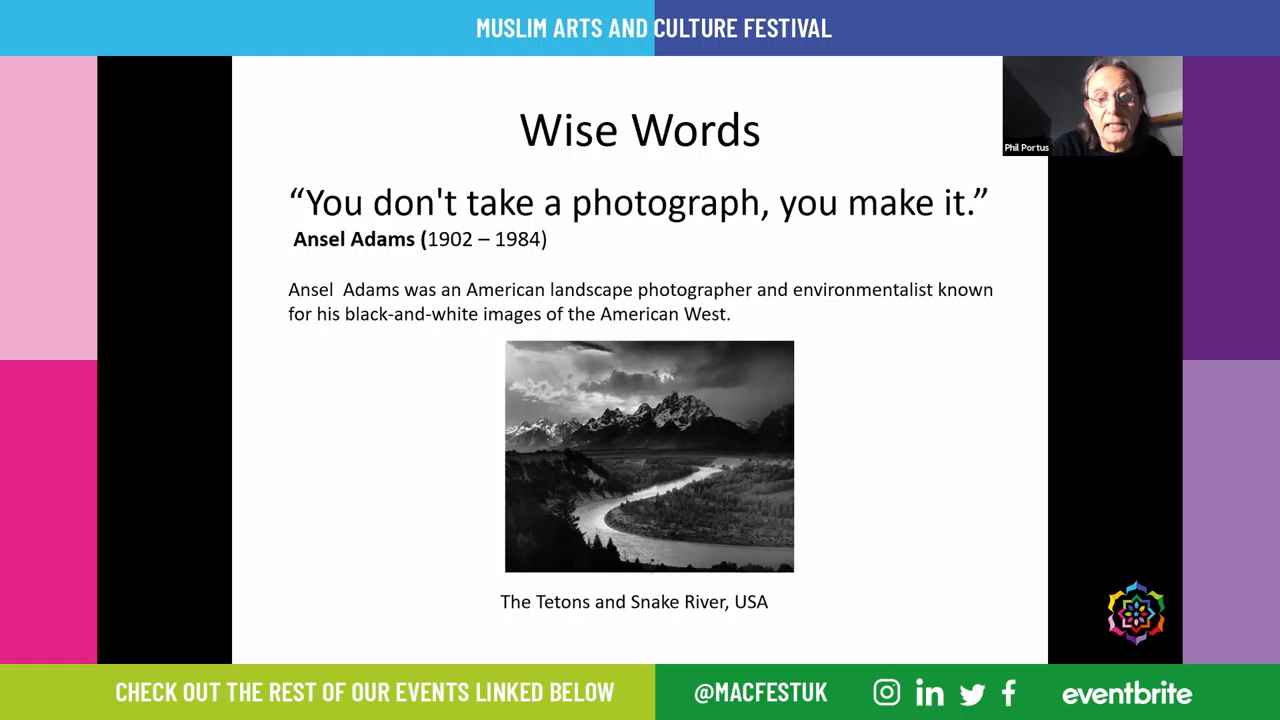 MUSLIM ARTS AND CULTURE FESTIVAL
Phil Portus
Wise Words
“You don't take a photograph, you make it.”
Ansel Adams (1902 – 1984)
Ansel Adams was an American landscape photographer and environmentalist known
for his black-and-white images of the American West.
The Tetons and Snake River, USA
CHECK OUT THE REST OF OUR EVENTS LINKED BELOW
@MACFESTUK
eventbrite